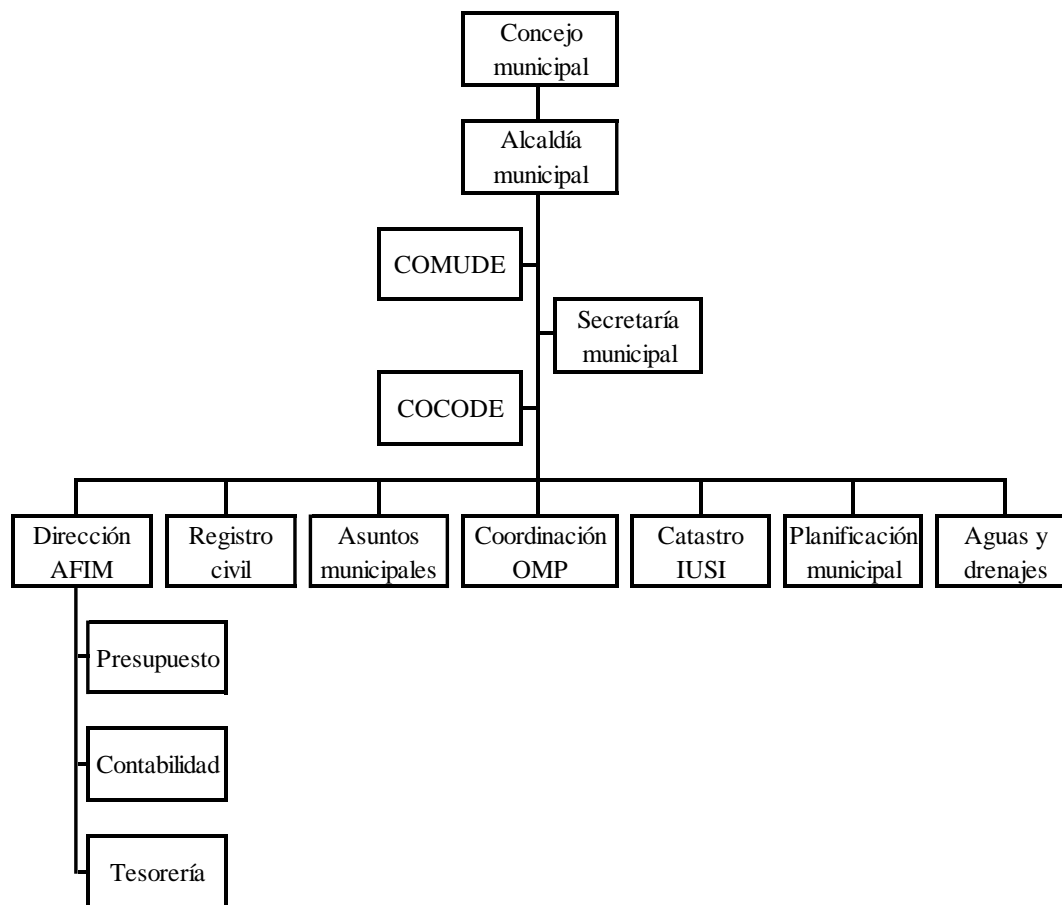 Concejo
municipal
Alcaldía
municipal
COMUDE
Secretaría
municipal
COCODE
Dirección
AFIM
Registro
civil
Asuntos
municipales
Coordinación
OMP
Catastro
IUSI
Planificación
municipal
Aguas y
drenajes
Presupuesto
Contabilidad
Tesorería